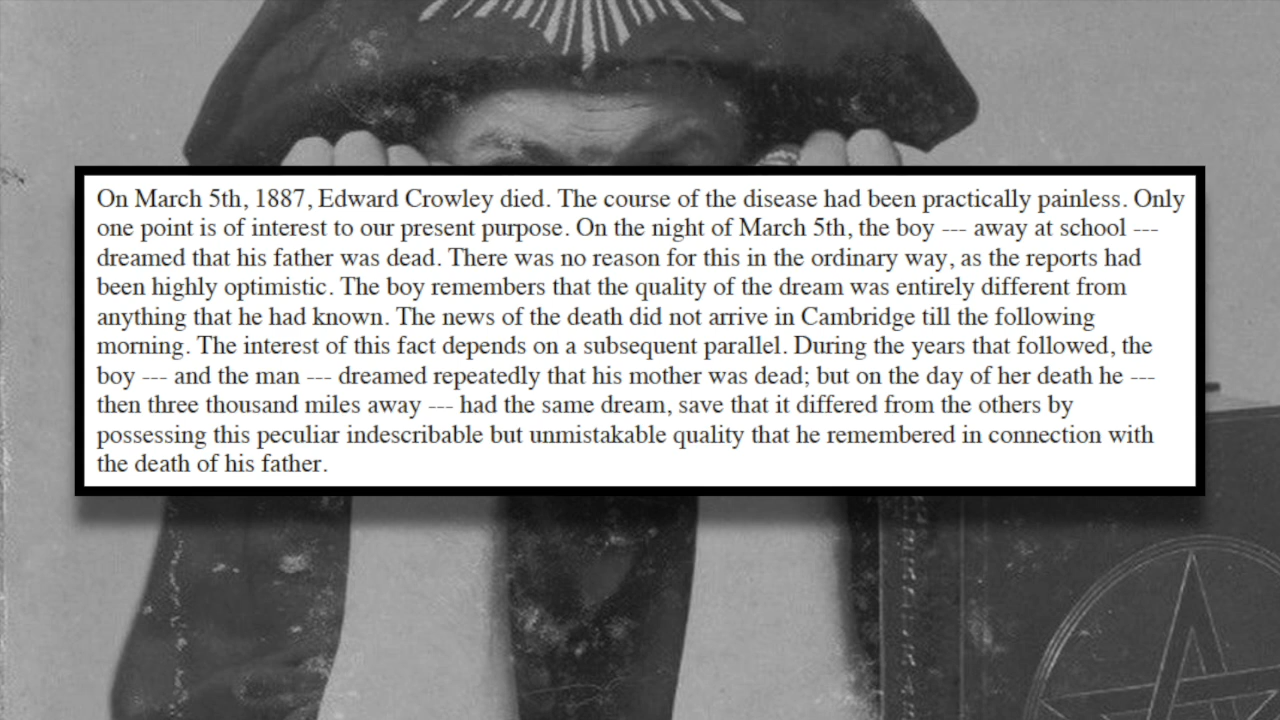 On March 5th, 1887, Edward Crowley died. The course of the disease had been practically painless. Only
one point is of interest to our present purpose. On the night of March 5th, the boy --- away at school ---
dreamed that his father was dead. There was no reason for this in the ordinary way, as the reports had
been highly optimistic. The boy remembers that the quality of the dream was entirely different from
anything that he had known. The news of the death did not arrive in Cambridge till the following
morning. The interest of this fact depends on a subsequent parallel. During the years that followed, the
boy --- and the man --- dreamed repeatedly that his mother was dead; but on the day of her death he ---
then three thousand miles away --- had the same dream, save that it differed from the others by
possessing this peculiar indescribable but unmistakable quality that he remembered in connection with
the death of his father.